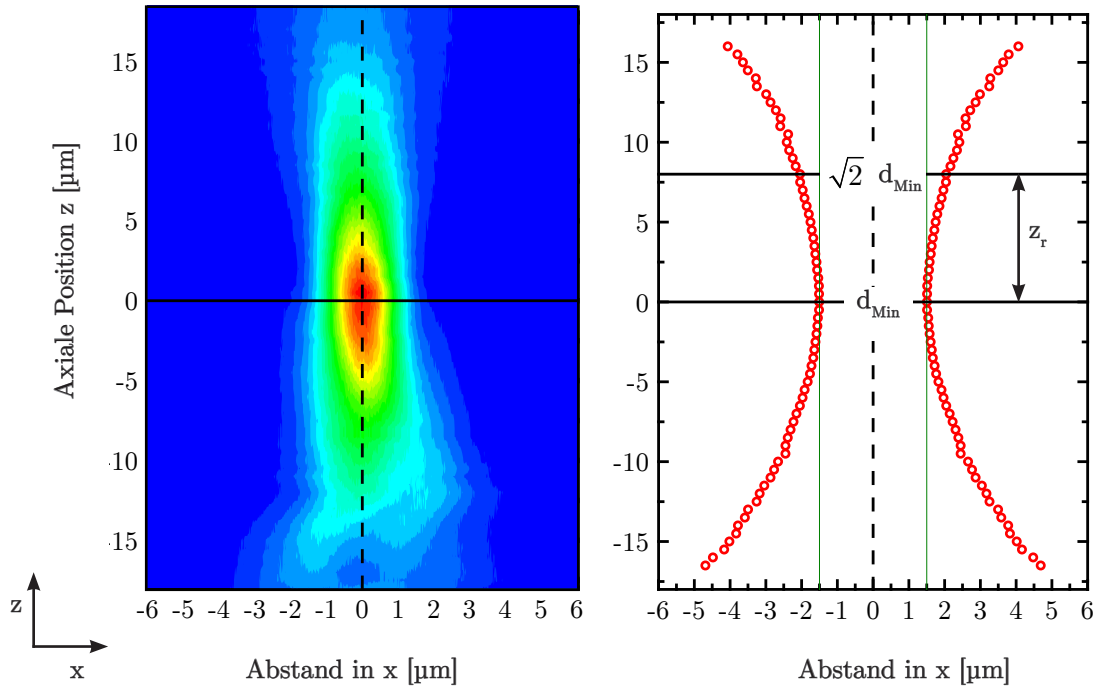 Axiale Position z [µm]
15
10
5
0
-5
-10
-15
-6 -5 -4 -3 -2 -1 0 1 2 3 4 5 6
Abstand in x [µm]
z
x
15
10
5
0
-5
-10
-15
√2 d_Min
z_r
d_Min
-6 -5 -4 -3 -2 -1 0 1 2 3 4 5 6
Abstand in x [µm]